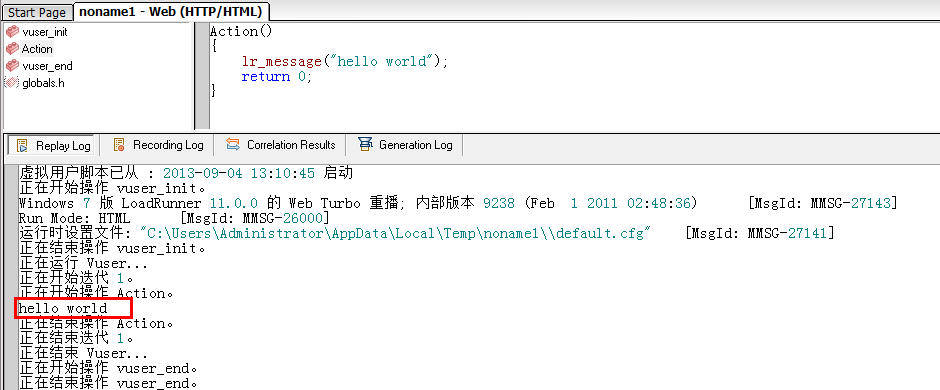 Start Page noname1 - Web (HTTP/HTML)
vuser_init
Action
vuser_end
globals.h
Action()
{
lr_message("hello world");
return 0;
}
Replay Log Recording Log Correlation Results Generation Log
虚拟用户脚本已从 : 2013-09-04 13:10:45 启动
正在开始操作 vuser_init。
Windows 7 版 LoadRunner 11.0.0 的 Web Turbo 重播; 内部版本 9238 (Feb  1 2011 02:48:36) [MsgId: MMSG-27143]
Run Mode: HTML [MsgId: MMSG-26000]
运行时设置文件: "C:\Users\Administrator\AppData\Local\Temp\noname1\\default.cfg" [MsgId: MMSG-27141]
正在结束操作 vuser_init。
正在运行 Vuser...
正在开始迭代 1。
正在开始操作 Action。
hello world
正在结束操作 Action。
正在结束迭代 1。
正在结束 Vuser...
正在开始操作 vuser_end。
正在结束操作 vuser_end。